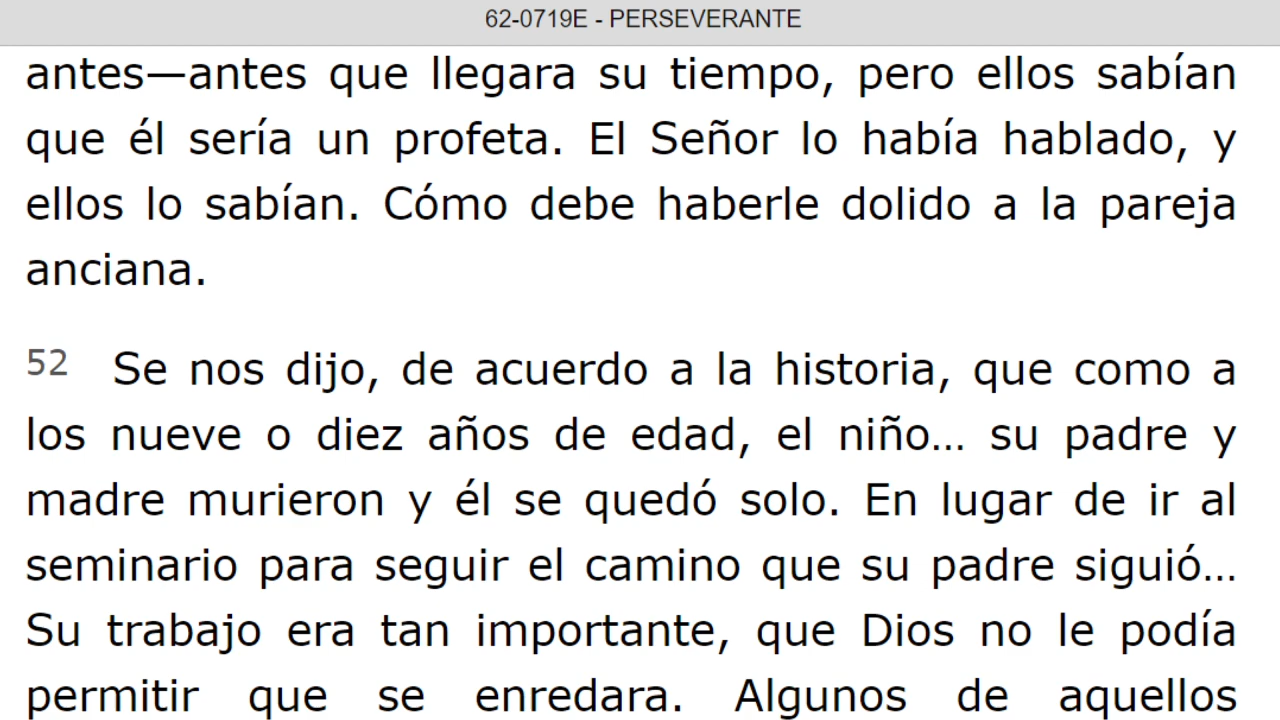 62-0719E - PERSEVERANTE
antes—antes que llegara su tiempo, pero ellos sabían
que él sería un profeta. El Señor lo había hablado, y
ellos lo sabían. Cómo debe haberle dolido a la pareja
anciana.
52 Se nos dijo, de acuerdo a la historia, que como a
los nueve o diez años de edad, el niño... su padre y
madre murieron y él se quedó solo. En lugar de ir al
seminario para seguir el camino que su padre siguió...
Su trabajo era tan importante, que Dios no le podía
permitir que se enredara. Algunos de aquellos